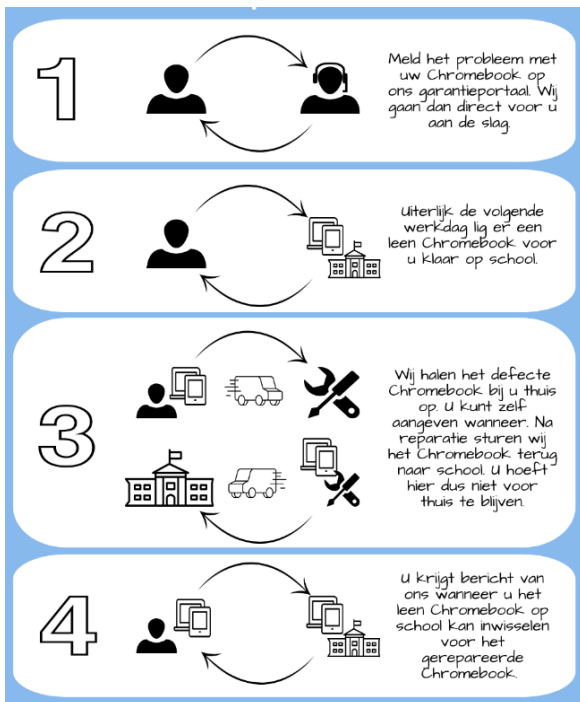 1
Meld het probleem met
uw Chromebook op
ons garantieportaal. Wij
gaan dan direct voor u
aan de slag.
2
Uiterlijk de volgende
werkdag lig er een
leen Chromebook voor
u klaar op school.
3
Wij halen het defecte
Chromebook bij u thuis
op. U kunt zelf
aangeven wanneer. Na
reparatie sturen wij
het Chromebook terug
naar school. U hoeft
hier dus niet voor
thuis te blijven.
4
U krijgt bericht van
ons wanneer u het
leen Chromebook op
school kan inwisselen
voor het
gerepareerde
Chromebook.